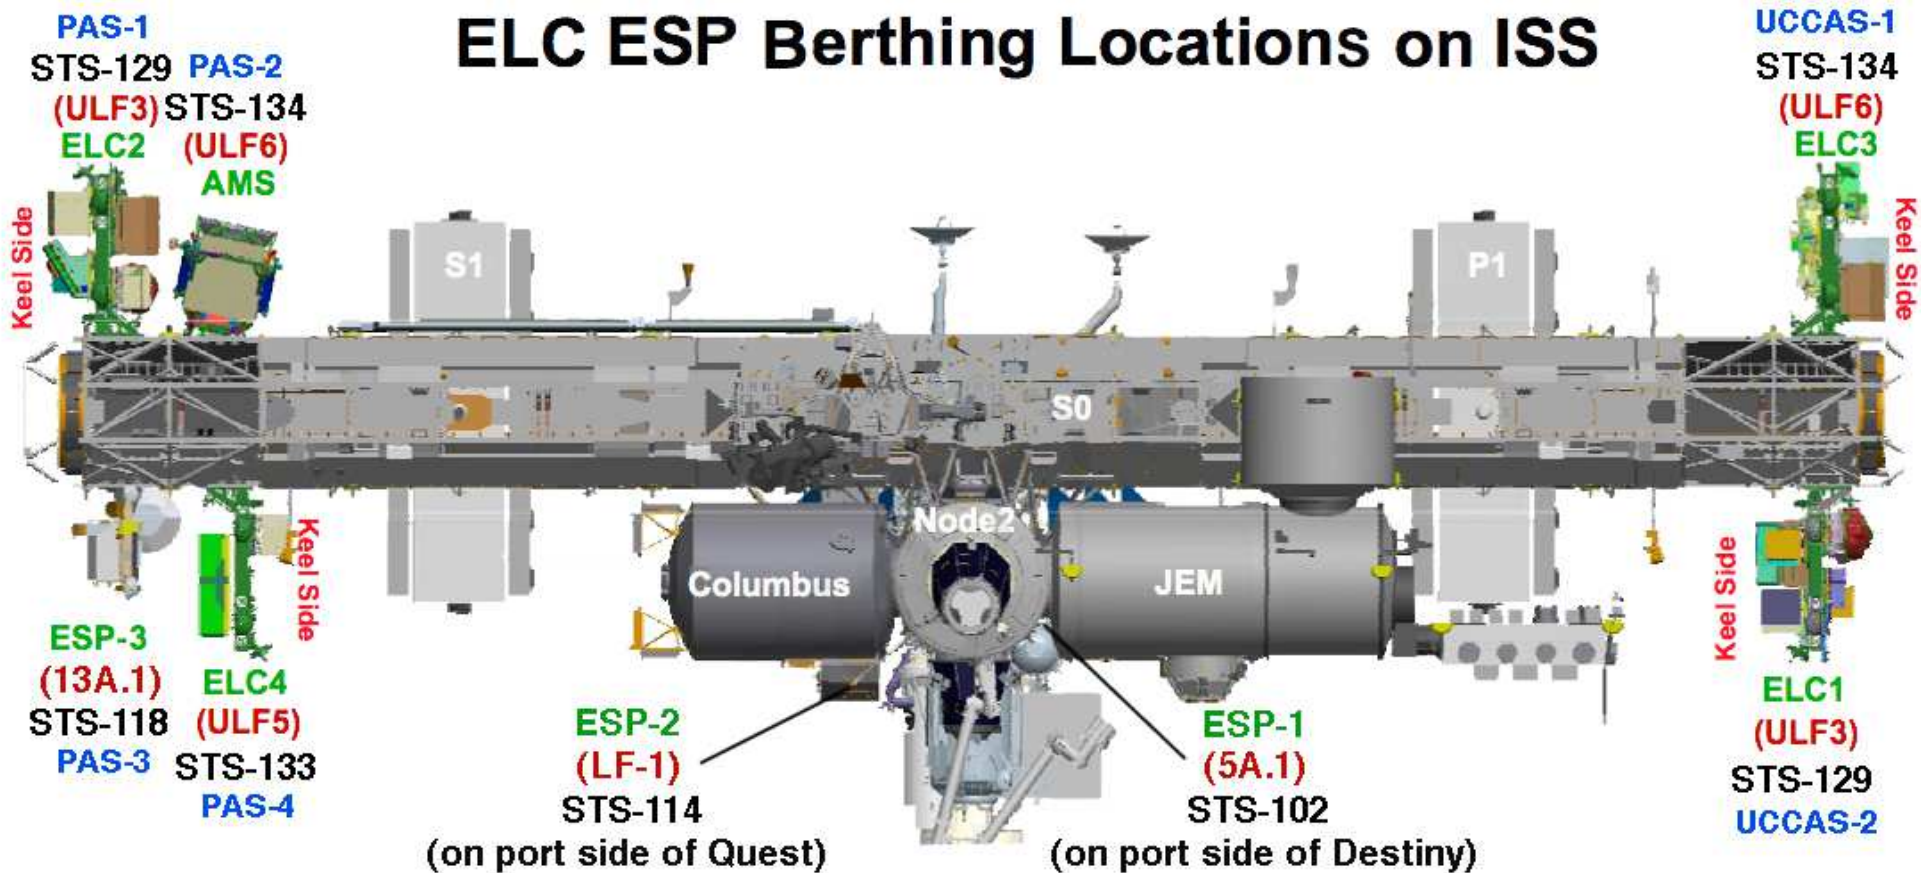 ELC ESP Berthing Locations on ISS
PAS-1
STS-129
(ULF3)
ELC2
PAS-2
STS-134
(ULF6)
AMS
UCCAS-1
STS-134
(ULF6)
ELC3
Keel Side
Keel Side
S1
P1
S0
Node2
Columbus
JEM
Keel Side
Keel Side
ESP-3
(13A.1)
STS-118
PAS-3
ELC4
(ULF5)
STS-133
PAS-4
ESP-2
(LF-1)
STS-114
(on port side of Quest)
ESP-1
(5A.1)
STS-102
(on port side of Destiny)
ELC1
(ULF3)
STS-129
UCCAS-2